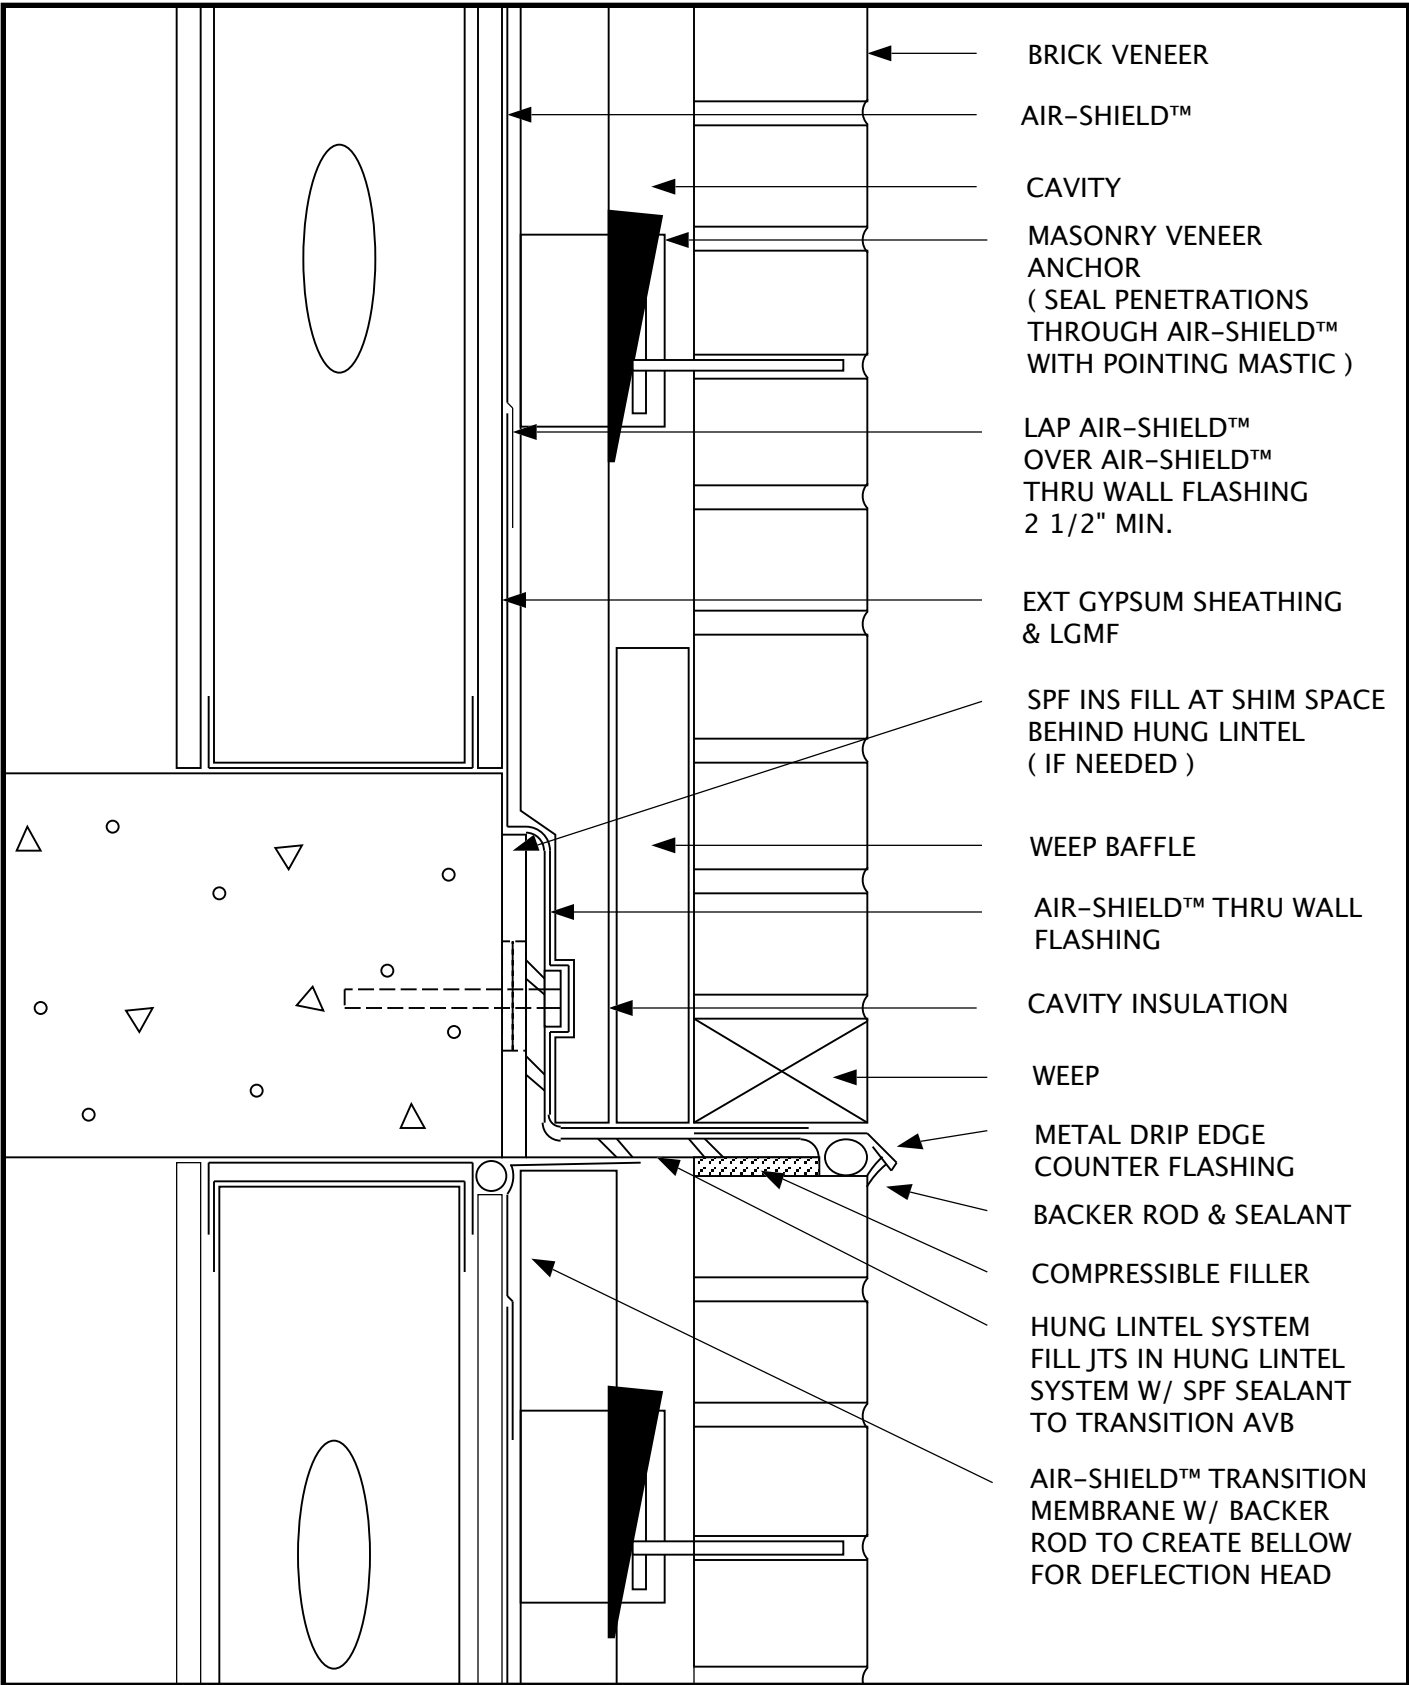 BRICK VENEER
AIR–SHIELD™
CAVITY
MASONRY VENEER
ANCHOR
( SEAL PENETRATIONS
THROUGH AIR–SHIELD™
WITH POINTING MASTIC )
LAP AIR–SHIELD™
OVER AIR–SHIELD™
THRU WALL FLASHING
2 1/2" MIN.
EXT GYPSUM SHEATHING
& LGMF
SPF INS FILL AT SHIM SPACE
BEHIND HUNG LINTEL
( IF NEEDED )
WEEP BAFFLE
AIR–SHIELD™ THRU WALL
FLASHING
CAVITY INSULATION
WEEP
METAL DRIP EDGE
COUNTER FLASHING
BACKER ROD & SEALANT
COMPRESSIBLE FILLER
HUNG LINTEL SYSTEM
FILL JTS IN HUNG LINTEL
SYSTEM W/ SPF SEALANT
TO TRANSITION AVB
AIR–SHIELD™ TRANSITION
MEMBRANE W/ BACKER
ROD TO CREATE BELLOW
FOR DEFLECTION HEAD